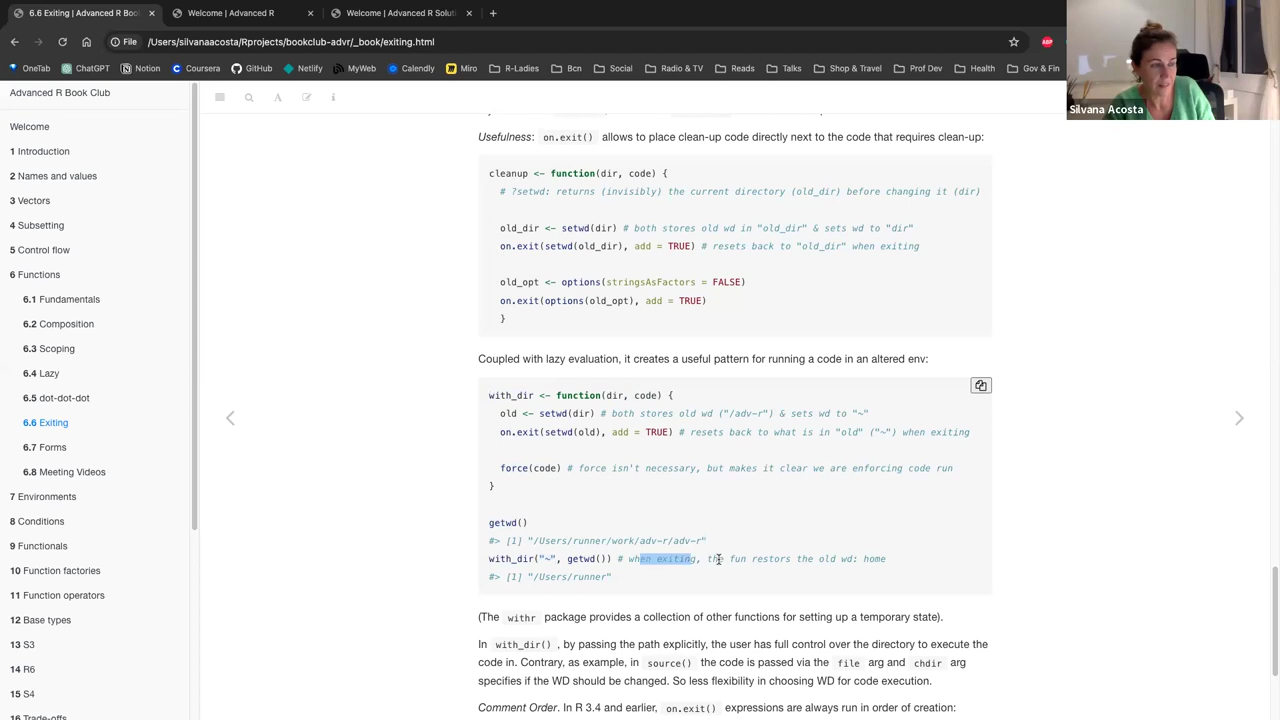 6.6 Exiting | Advanced R Book
Welcome | Advanced R
Welcome | Advanced R Soluti
File
/Users/silvanaacosta/Rprojects/bookclub-advr/_book/exiting.html
ABP
OneTab
ChatGPT
Notion
Coursera
GitHub
Netlify
MyWeb
Calendly
Miro
R-Ladies
Bcn
Social
Radio & TV
Reads
Talks
Shop & Travel
Prof Dev
Health
Gov & Fin
Silvana Acosta
Advanced R Book Club
Welcome
1 Introduction
2 Names and values
3 Vectors
4 Subsetting
5 Control flow
6 Functions
6.1 Fundamentals
6.2 Composition
6.3 Scoping
6.4 Lazy
6.5 dot-dot-dot
6.6 Exiting
6.7 Forms
6.8 Meeting Videos
7 Environments
8 Conditions
9 Functionals
10 Function factories
11 Function operators
12 Base types
13 S3
14 R6
15 S4
16 Trade-offs
Usefulness: on.exit() allows to place clean-up code directly next to the code that requires clean-up:
cleanup <- function(dir, code) {
# ?setwd: returns (invisibly) the current directory (old_dir) before changing it (dir)
old_dir <- setwd(dir) # both stores old wd in "old_dir" & sets wd to "dir"
on.exit(setwd(old_dir), add = TRUE) # resets back to "old_dir" when exiting
old_opt <- options(stringsAsFactors = FALSE)
on.exit(options(old_opt), add = TRUE)
}
Coupled with lazy evaluation, it creates a useful pattern for running a code in an altered env:
with_dir <- function(dir, code) {
old <- setwd(dir) # both stores old wd ("/adv-r") & sets wd to "~"
on.exit(setwd(old), add = TRUE) # resets back to what is in "old" ("~") when exiting
force(code) # force isn't necessary, but makes it clear we are enforcing code run
}
getwd()
#> [1] "/Users/runner/work/adv-r/adv-r"
with_dir("~", getwd()) # when exiting, the fun restors the old wd: home
#> [1] "/Users/runner"
(The withr package provides a collection of other functions for setting up a temporary state).
In with_dir() , by passing the path explicitly, the user has full control over the directory to execute the
code in. Contrary, as example, in source() the code is passed via the file arg and chdir arg
specifies if the WD should be changed. So less flexibility in choosing WD for code execution.
Comment Order. In R 3.4 and earlier, on.exit() expressions are always run in order of creation: